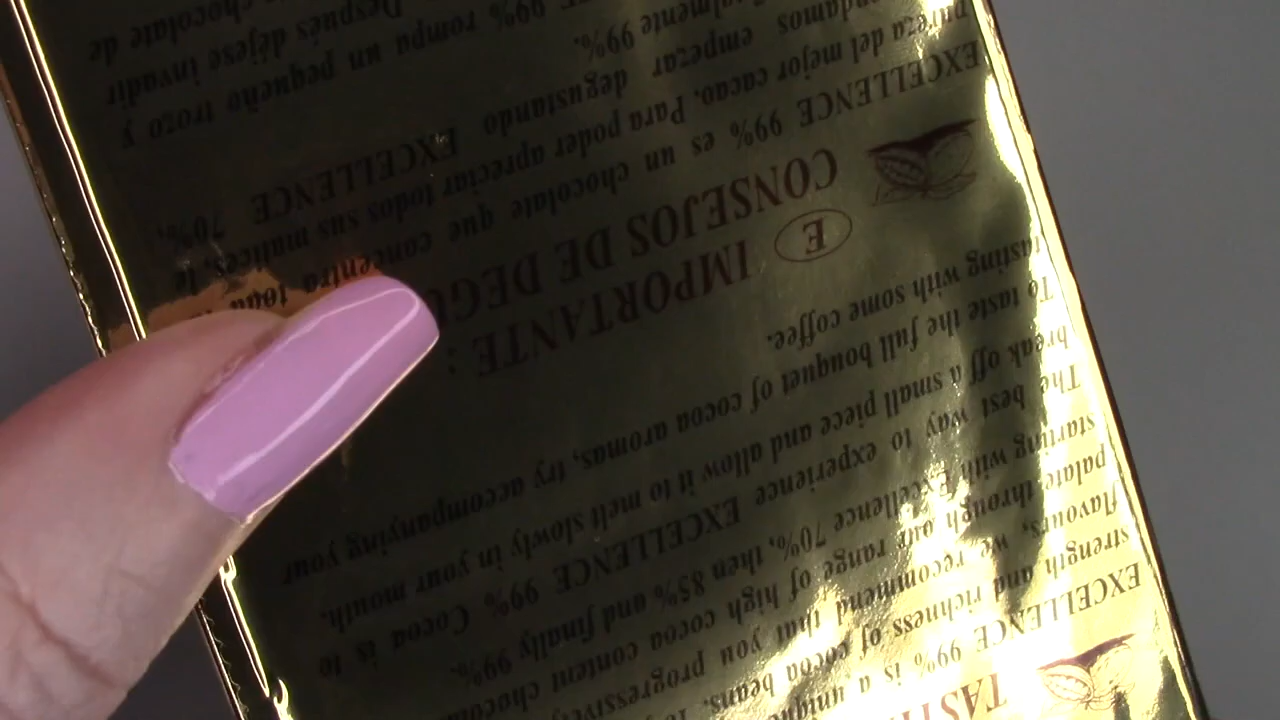 EXCELLENCE 99% is a unique
strength and richness of cocoa beans. To
flavours, we recommend that you progressively
palate through our range of high cocoa content
starting with Excellence 70%, then 85% and finally 99%.
The best way to experience EXCELLENCE 99% Cocoa is to
break off a small piece and allow it to melt slowly in your mouth.
To taste the full bouquet of cocoa aromas, try accompanying your
tasting with some coffee.
E IMPORTANTE :
CONSEJOS DE
EXCELLENCE 99% es un chocolate que concentra toda
pureza del mejor cacao. Para poder apreciar todos sus matices, le
empezar degustando EXCELLENCE 70%,
99%.
99% rompa un pequeño trozo y
Después déjese invadir
chocolate de